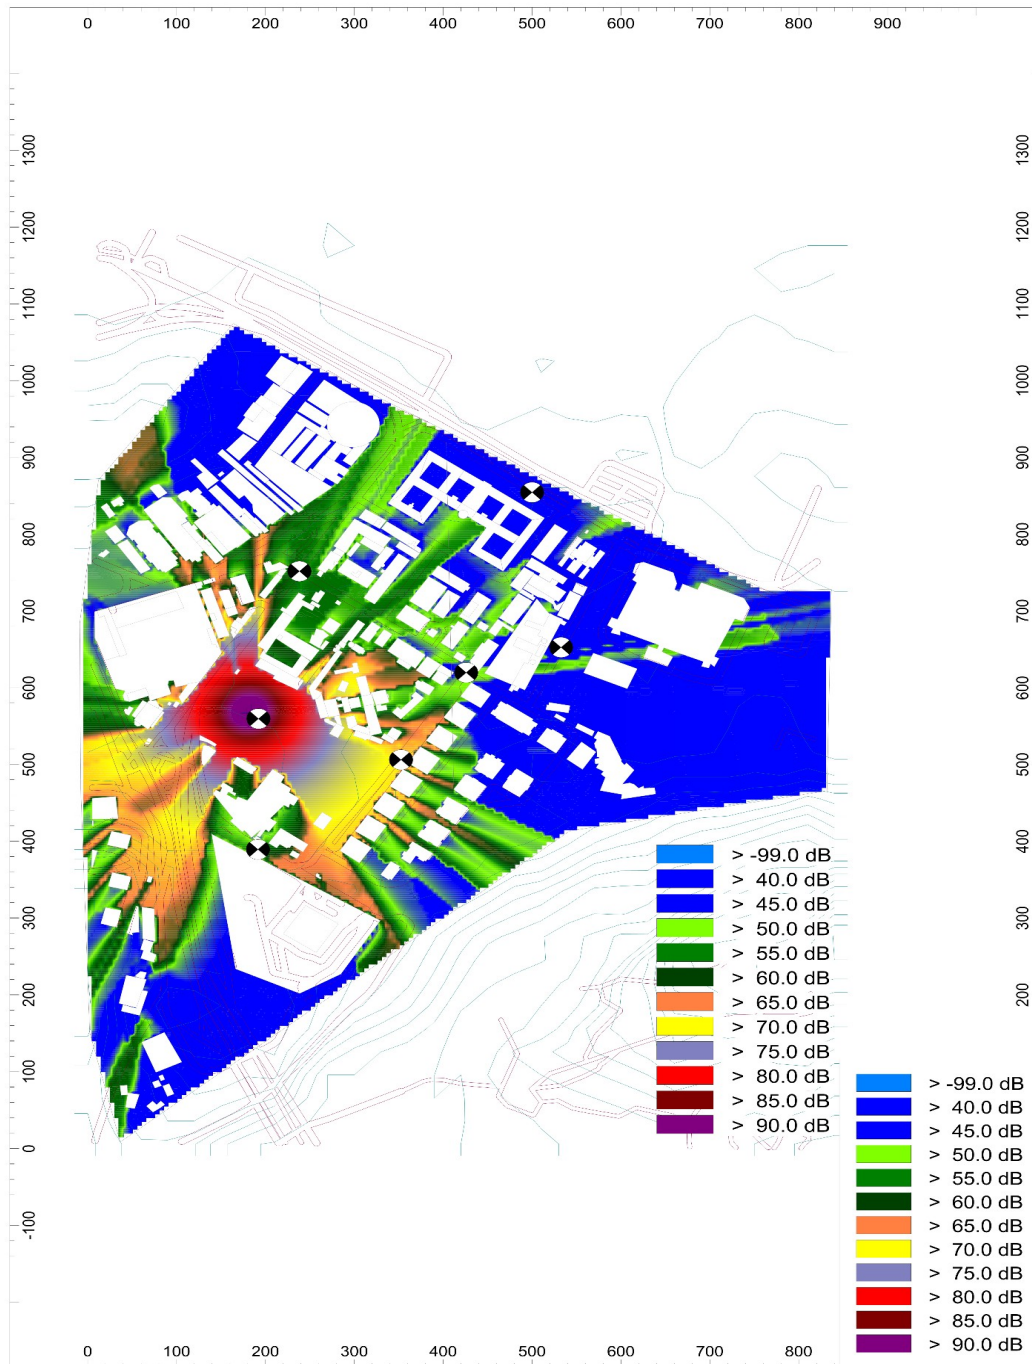 0 100 200 300 400 500 600 700 800 900
1300 1300
1200 1200
1100 1100
1000 1000
900 900
800 800
700 700
600 600
500 500
400 400
300 300
200 200
100
0
-100
> -99.0 dB
> 40.0 dB
> 45.0 dB
> 50.0 dB
> 55.0 dB
> 60.0 dB
> 65.0 dB
> 70.0 dB
> 75.0 dB
> 80.0 dB
> 85.0 dB
> 90.0 dB
> -99.0 dB
> 40.0 dB
> 45.0 dB
> 50.0 dB
> 55.0 dB
> 60.0 dB
> 65.0 dB
> 70.0 dB
> 75.0 dB
> 80.0 dB
> 85.0 dB
> 90.0 dB
0 100 200 300 400 500 600 700 800